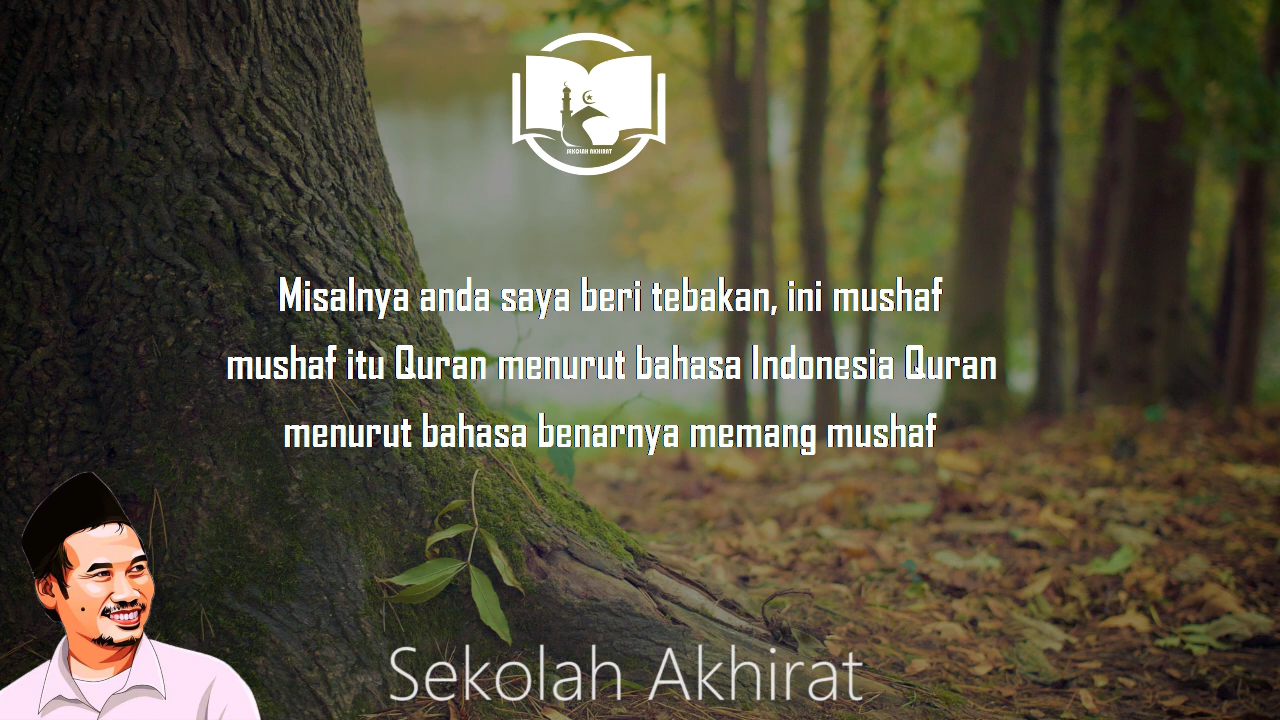 SEKOLAH AKHIRAT
Misalnya anda saya beri tebakan, ini mushaf
mushaf itu Quran menurut bahasa Indonesia Quran
menurut bahasa benarnya memang mushaf
Sekolah Akhirat